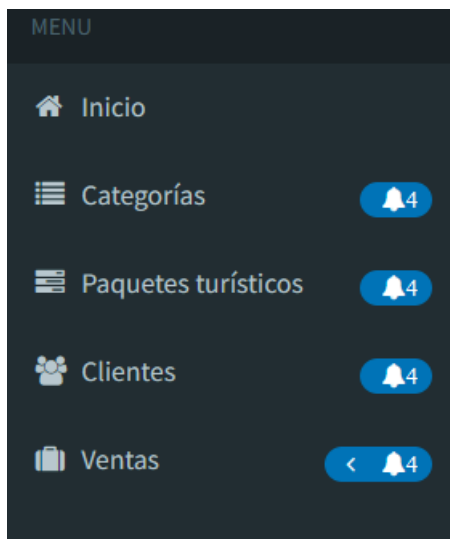 MENU
Inicio
Categorías 4
Paquetes turísticos 4
Clientes 4
Ventas 4